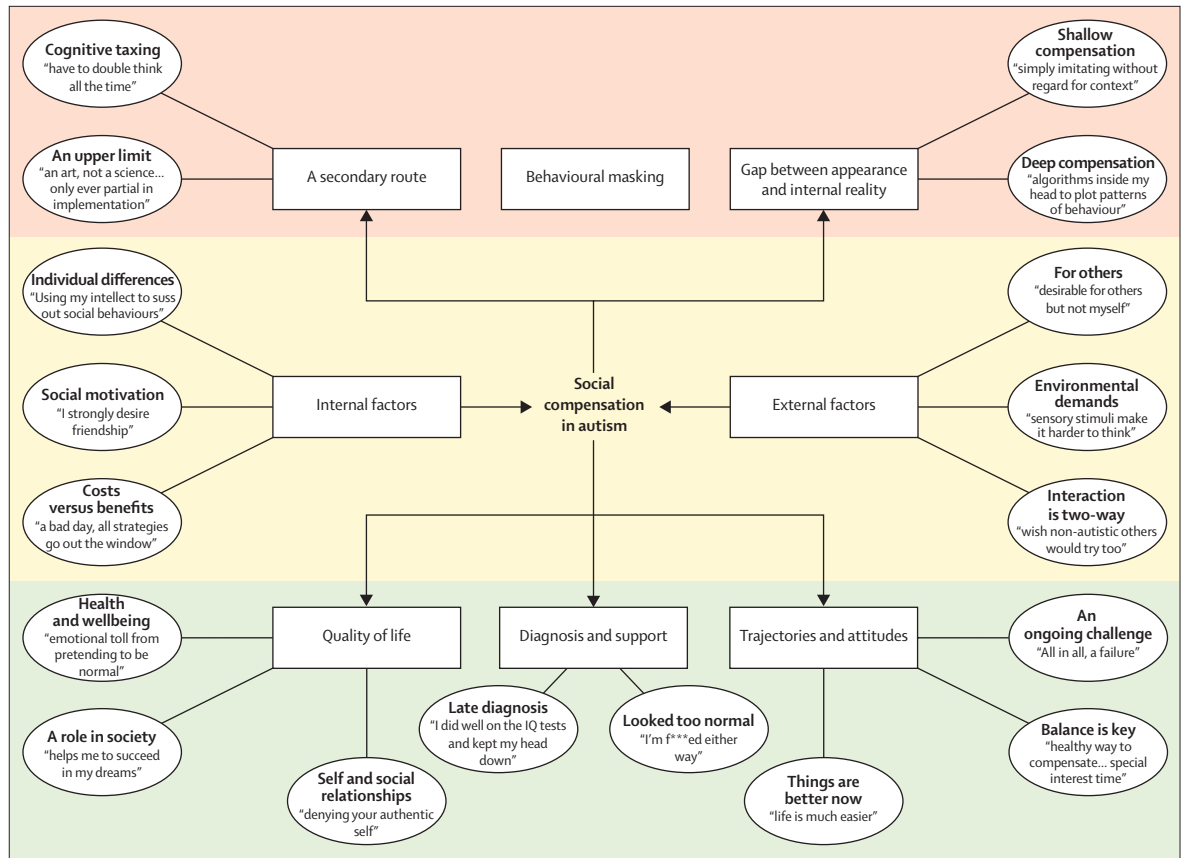 Cognitive taxing
“have to double think
all the time”
Shallow
compensation
“simply imitating without
regard for context”
An upper limit
“an art, not a science...
only ever partial in
implementation”
A secondary route
Behavioural masking
Gap between appearance
and internal reality
Deep compensation
“algorithms inside my
head to plot patterns
of behaviour”
Individual differences
“Using my intellect to suss
out social behaviours”
For others
“desirable for others
but not myself”
Social motivation
“I strongly desire
friendship”
Internal factors
Social
compensation
in autism
External factors
Environmental
demands
“sensory stimuli make
it harder to think”
Costs
versus benefits
“a bad day, all strategies
go out the window”
Interaction
is two-way
“wish non-autistic others
would try too”
Health
and wellbeing
“emotional toll from
pretending to be
normal”
Quality of life
Diagnosis and support
Trajectories and attitudes
An
ongoing challenge
“All in all, a failure”
A role in society
“helps me to succeed
in my dreams”
Self and social
relationships
“denying your authentic
self”
Late diagnosis
“I did well on the IQ tests
and kept my head
down”
Looked too normal
“I’m f***ed either
way”
Things are
better now
“life is much easier”
Balance is key
“healthy way to
compensate... special
interest time”